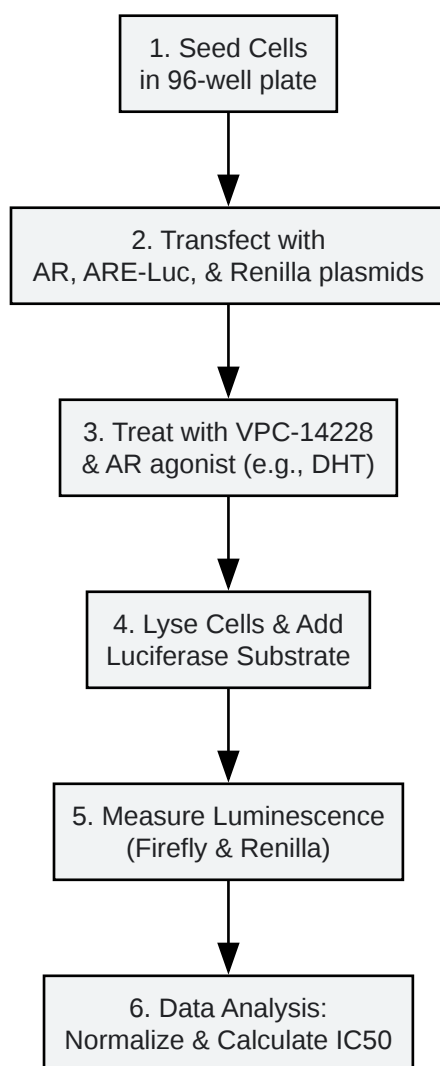 1. Seed Cells
in 96-well plate
2. Transfect with
AR, ARE-Luc, & Renilla plasmids
3. Treat with VPC-14228
& AR agonist (e.g., DHT)
4. Lyse Cells & Add
Luciferase Substrate
5. Measure Luminescence
(Firefly & Renilla)
6. Data Analysis:
Normalize & Calculate IC50